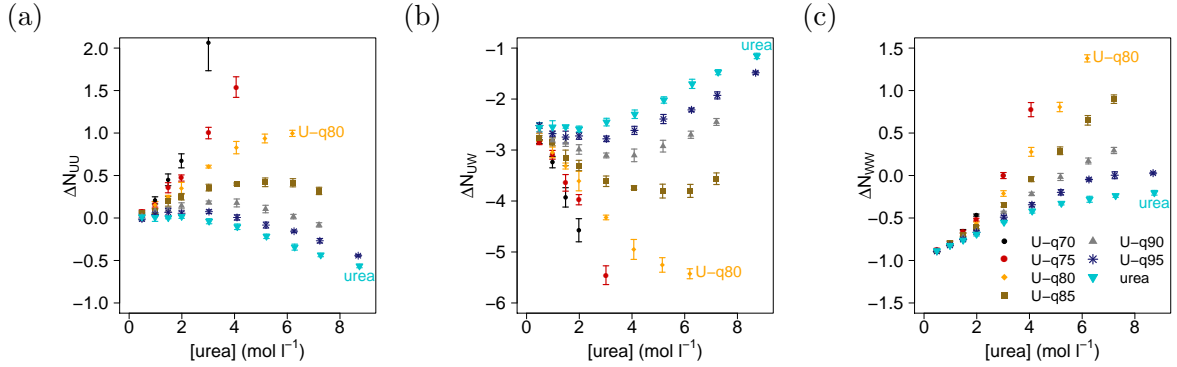 (a)
(b)
(c)
ΔN_UU
2.0
1.5
1.0
0.5
0.0
−0.5
−1.0
0
2
4
6
8
[urea] (mol l⁻¹)
U−q80
urea
ΔN_UW
−1
−2
−3
−4
−5
−6
0
2
4
6
8
[urea] (mol l⁻¹)
urea
U−q80
ΔN_WW
1.5
1.0
0.5
0.0
−0.5
−1.0
−1.5
0
2
4
6
8
[urea] (mol l⁻¹)
U−q80
urea
U−q70
U−q75
U−q80
U−q85
U−q90
U−q95
urea